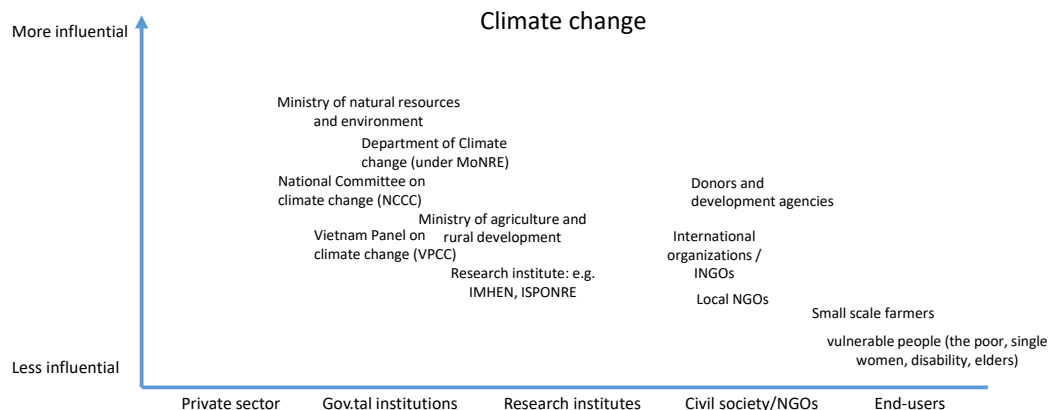 Climate change
More influential
Ministry of natural resources
and environment
Department of Climate
change (under MoNRE)
National Committee on
climate change (NCCC)
Donors and
development agencies
Ministry of agriculture and
rural development
Vietnam Panel on
climate change (VPCC)
International
organizations /
INGOs
Research institute: e.g.
IMHEN, ISPONRE
Local NGOs
Small scale farmers
vulnerable people (the poor, single
women, disability, elders)
Less influential
Private sector
Gov.tal institutions
Research institutes
Civil society/NGOs
End-users